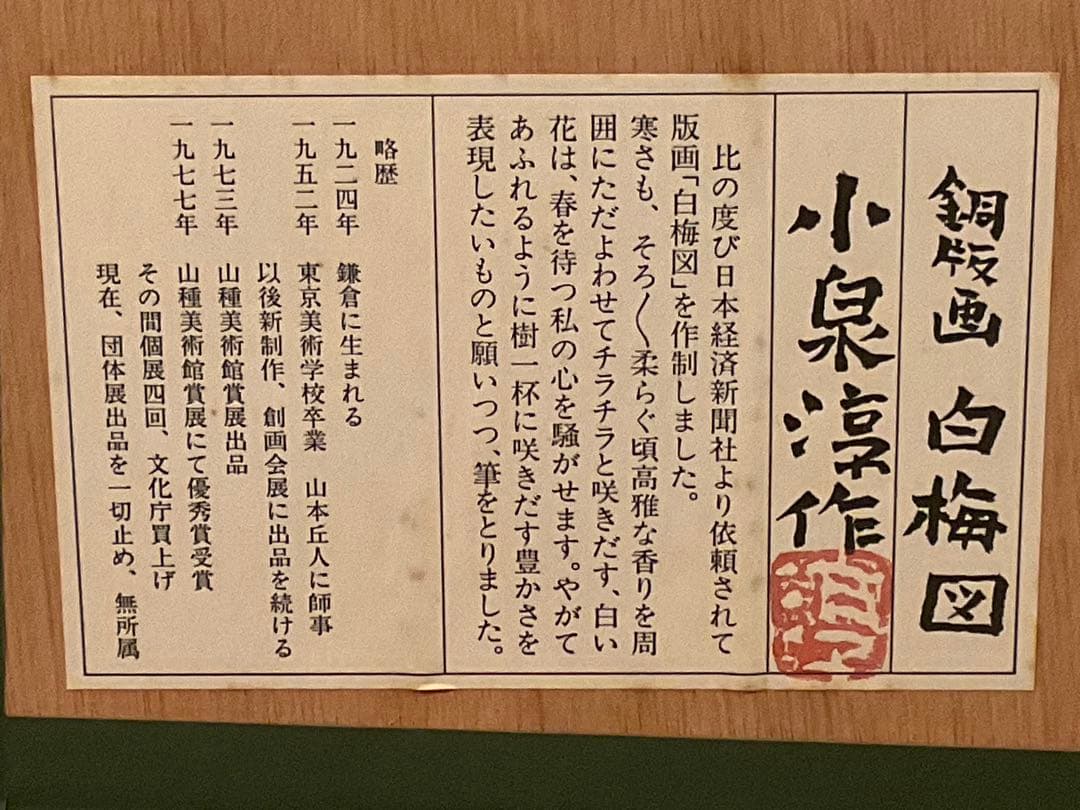 銅版画 白梅図
小泉淳作
比の度び日本経済新聞社より依頼されて
版画「白梅図」を作制しました。
寒さも、そろ〱柔らぐ頃高雅な香りを周
囲にただよわせてチラチラと咲きだす、白い
花は、春を待つ私の心を騒がせます。やがて
あふれるように樹一杯に咲きだす豊かさを
表現したいものと願いつつ、筆をとりました。
略歴
一九二四年 鎌倉に生まれる
一九五二年 東京美術学校卒業 山本丘人に師事
以後新制作、創画会展に出品を続ける
一九七三年 山種美術館賞展出品
一九七七年 山種美術館賞展にて優秀賞受賞
その間個展四回、文化庁買上げ
現在、団体展出品を一切止め、無所属